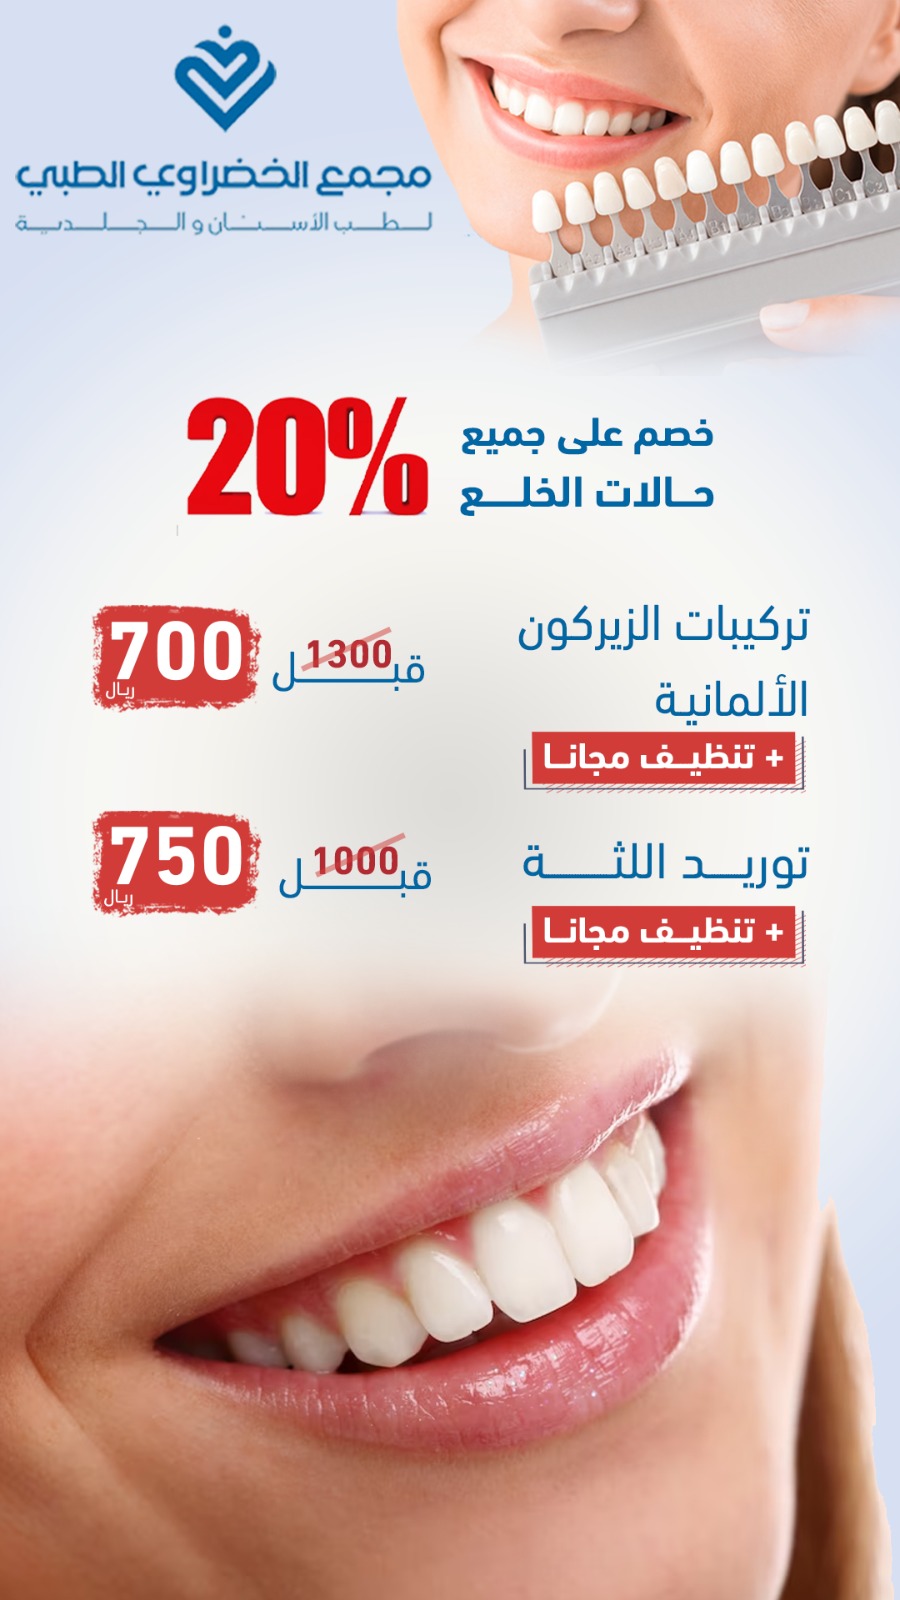 مجمع الخضراوي الطبي
لطب الأسنان و الجلدية
خصم على جميع
حالات الخلع
20%
تركيبات الزيركون
الألمانية
+ تنظيف مجانا
قبل 1300
700
ريال
توريد اللثة
+ تنظيف مجانا
قبل 1000
750
ريال